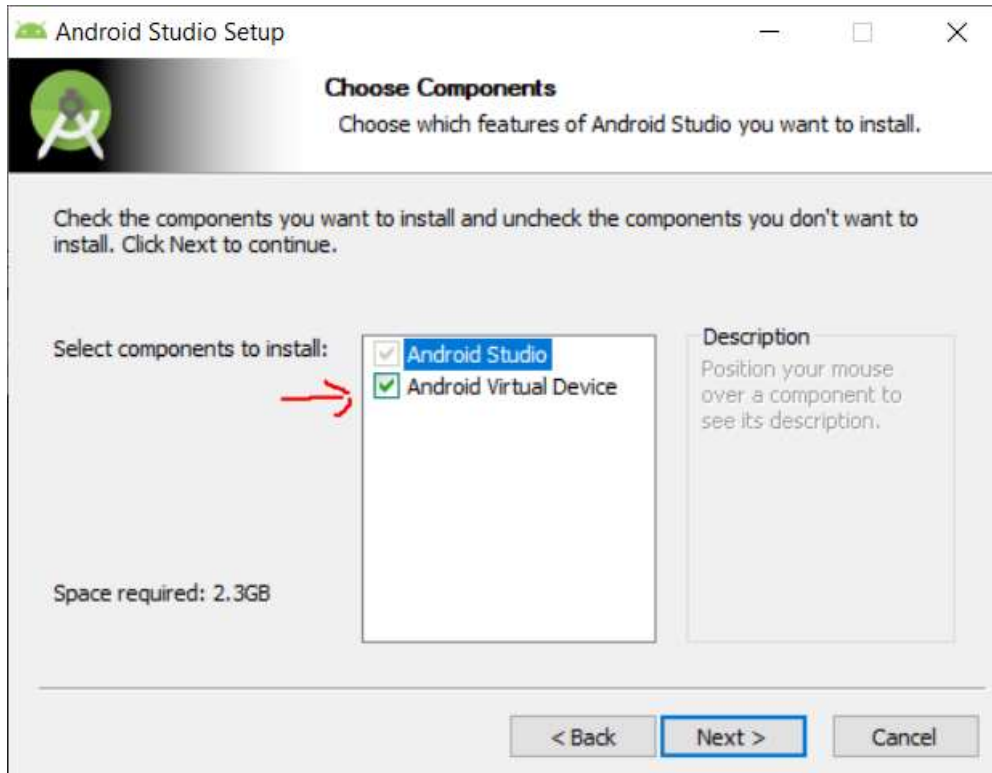 Android Studio Setup
Choose Components
Choose which features of Android Studio you want to install.
Check the components you want to install and uncheck the components you don't want to
install. Click Next to continue.
Select components to install:
Android Studio
Android Virtual Device
Description
Position your mouse
over a component to
see its description.
Space required: 2.3GB
< Back
Next >
Cancel